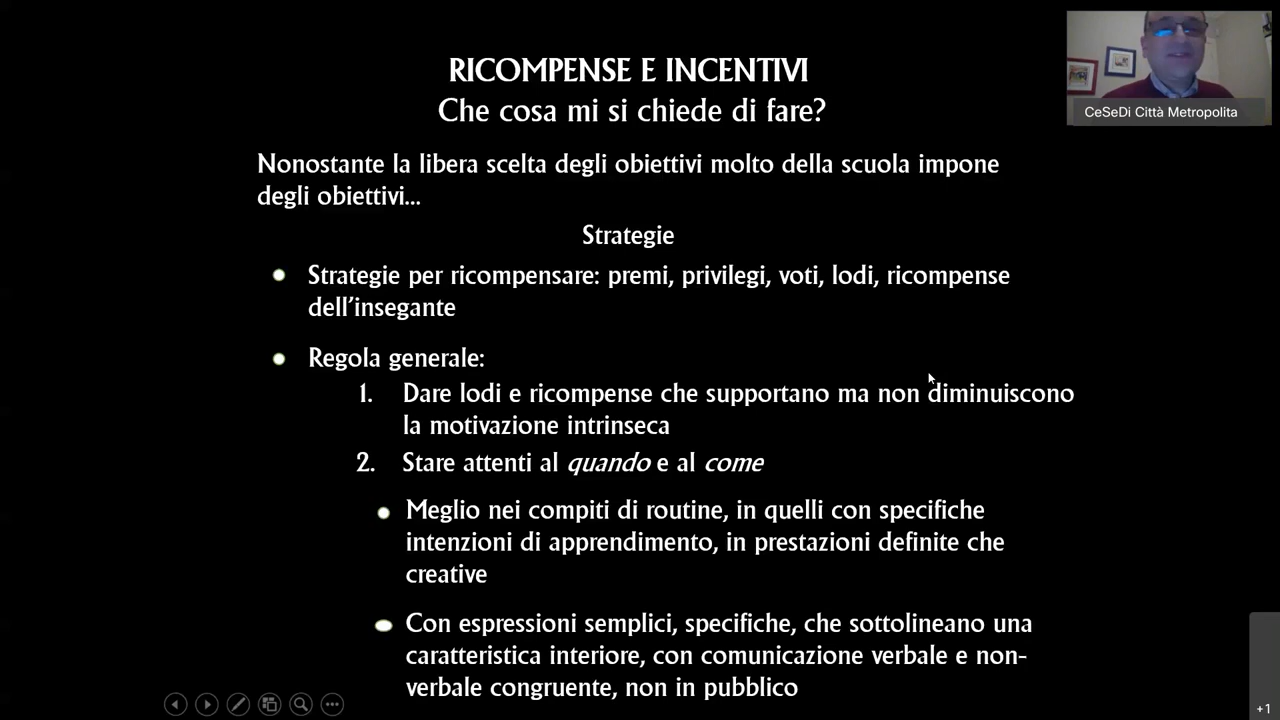 RICOMPENSE E INCENTIVI
Che cosa mi si chiede di fare?
CeSeDi Città Metropolita
Nonostante la libera scelta degli obiettivi molto della scuola impone
degli obiettivi...
Strategie
Strategie per ricompensare: premi, privilegi, voti, lodi, ricompense
dell'insegante
Regola generale:
1. Dare lodi e ricompense che supportano ma non diminuiscono
la motivazione intrinseca
2. Stare attenti al quando e al come
Meglio nei compiti di routine, in quelli con specifiche
intenzioni di apprendimento, in prestazioni definite che
creative
Con espressioni semplici, specifiche, che sottolineano una
caratteristica interiore, con comunicazione verbale e non-
verbale congruente, non in pubblico
+1